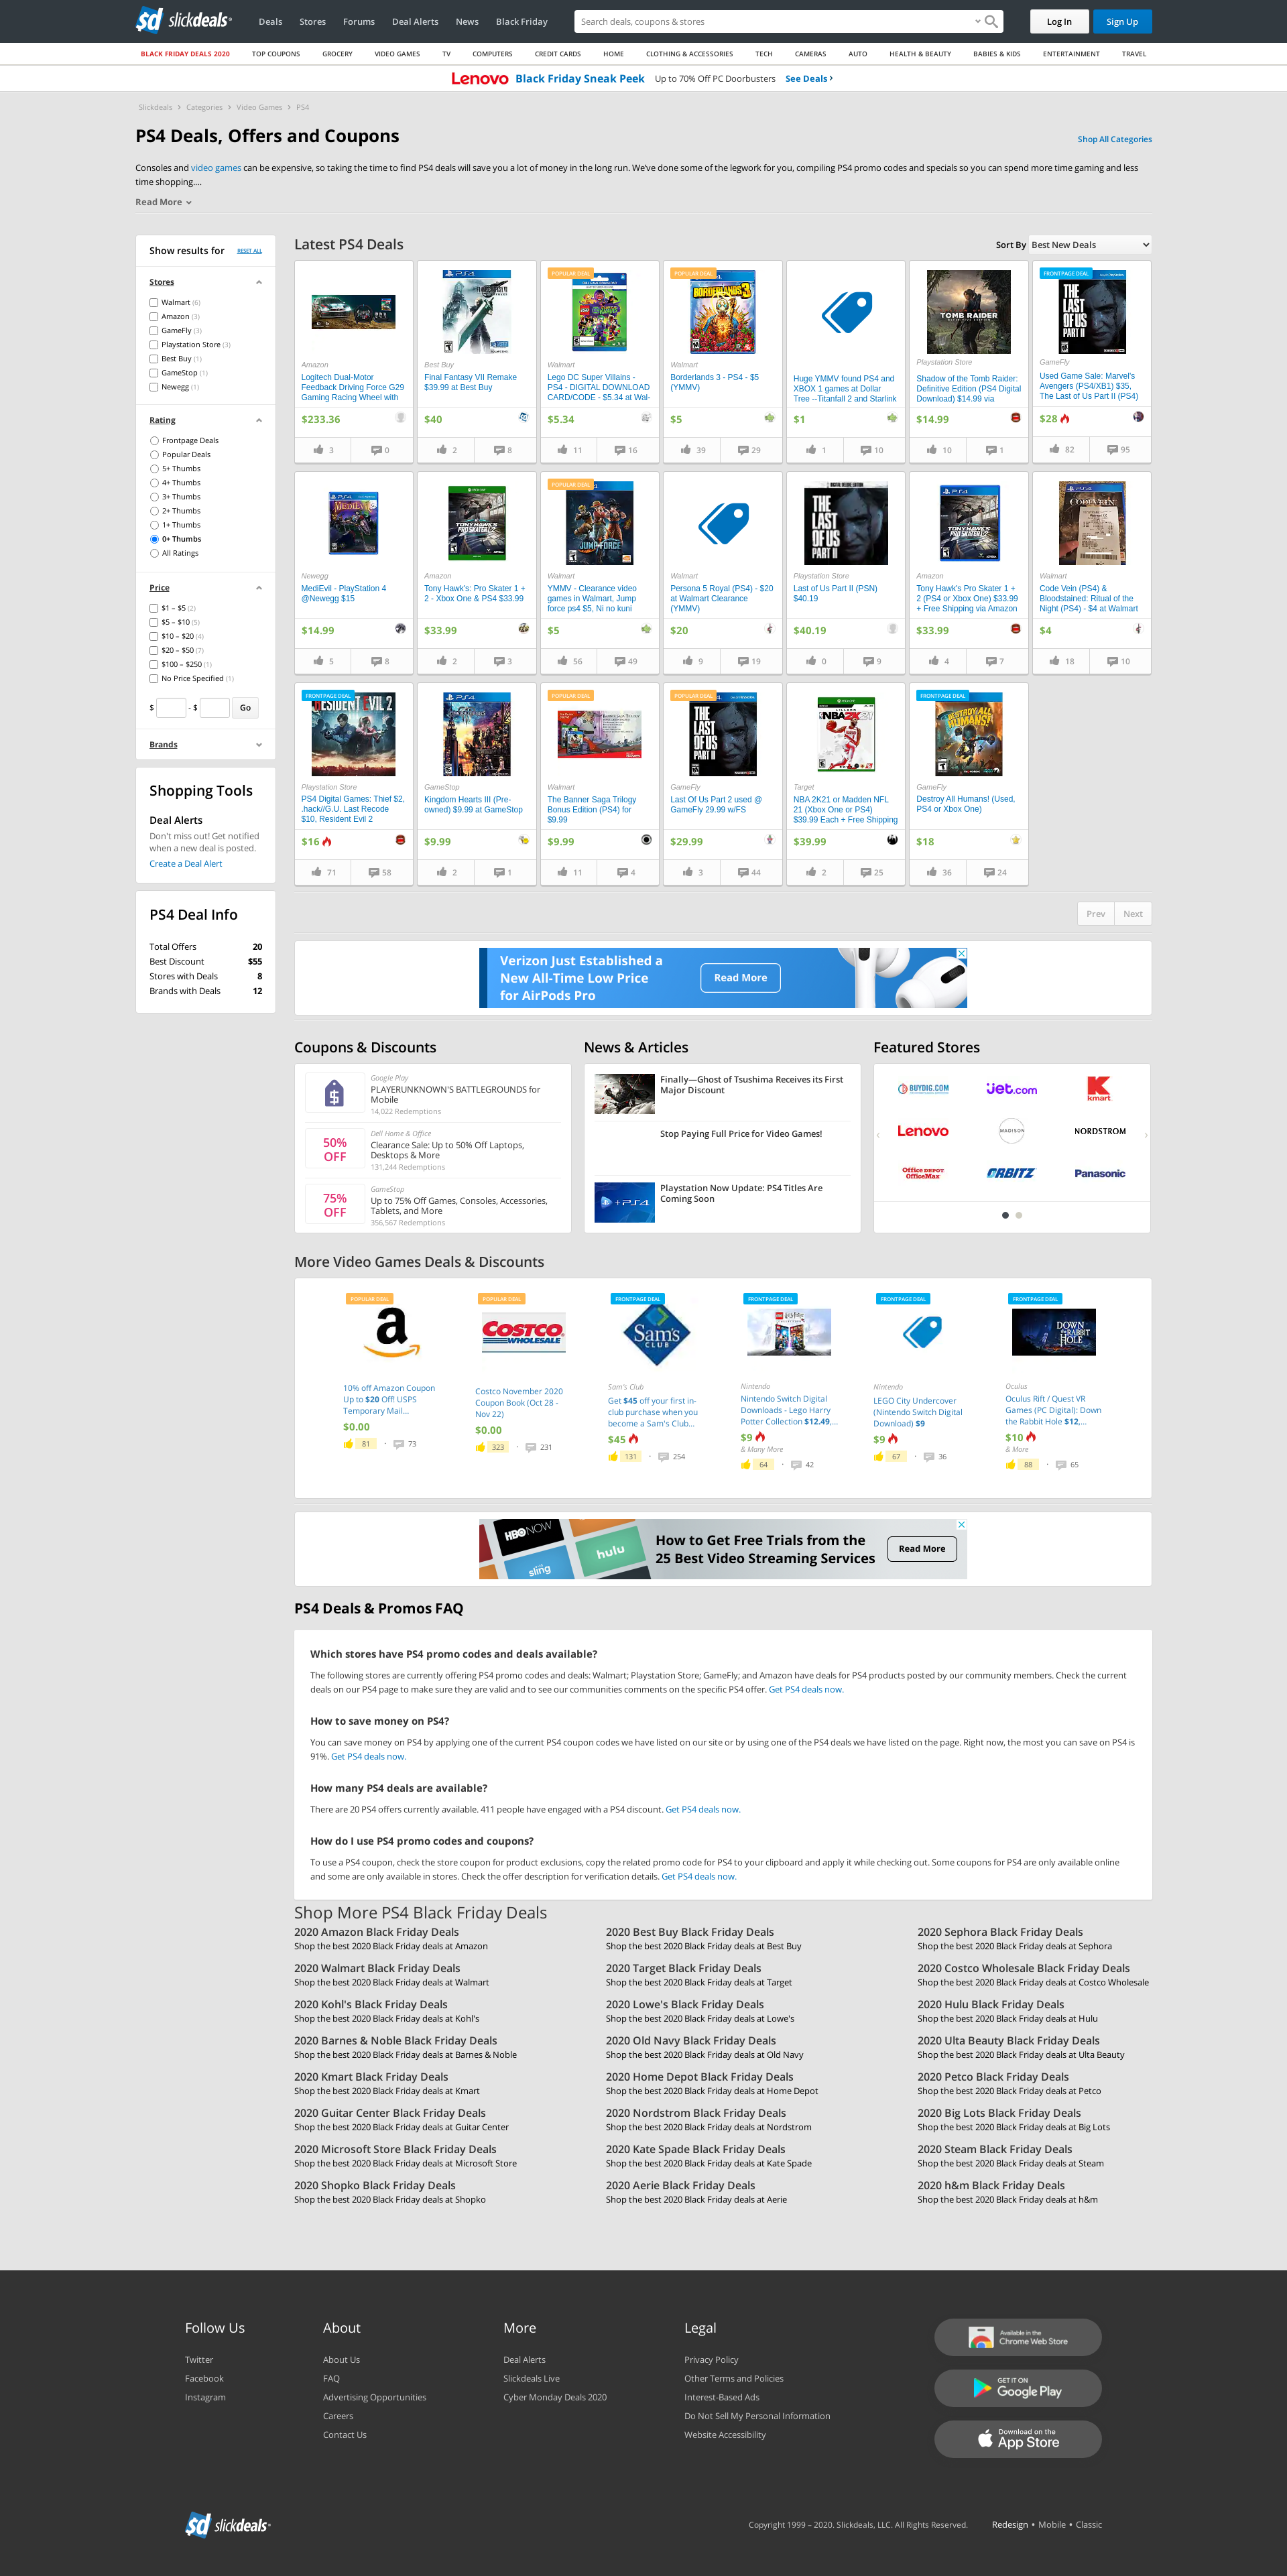 sd slickdeals
Deals Stores Forums Deal Alerts News Black Friday
Search deals, coupons & stores
Log In
Sign Up
BLACK FRIDAY DEALS 2020 TOP COUPONS GROCERY VIDEO GAMES TV COMPUTERS CREDIT CARDS HOME CLOTHING & ACCESSORIES TECH CAMERAS AUTO HEALTH & BEAUTY BABIES & KIDS ENTERTAINMENT TRAVEL
Lenovo Black Friday Sneak Peek Up to 70% Off PC Doorbusters See Deals ›
Slickdeals › Categories › Video Games › PS4
PS4 Deals, Offers and Coupons
Shop All Categories
Consoles and video games can be expensive, so taking the time to find PS4 deals will save you a lot of money in the long run. We've done some of the legwork for you, compiling PS4 promo codes and specials so you can spend more time gaming and less
time shopping....
Read More
Show results for RESET ALL
Stores
Walmart (6)
Amazon (3)
GameFly (3)
Playstation Store (3)
Best Buy (1)
GameStop (1)
Newegg (1)
Rating
Frontpage Deals
Popular Deals
5+ Thumbs
4+ Thumbs
3+ Thumbs
2+ Thumbs
1+ Thumbs
0+ Thumbs
All Ratings
Price
$1 – $5 (2)
$5 – $10 (5)
$10 – $20 (4)
$20 – $50 (7)
$100 – $250 (1)
No Price Specified (1)
$ - $ Go
Brands
Shopping Tools
Deal Alerts
Don't miss out! Get notified
when a new deal is posted.
Create a Deal Alert
PS4 Deal Info
Total Offers 20
Best Discount $55
Stores with Deals 8
Brands with Deals 12
Latest PS4 Deals
Sort By Best New Deals
Amazon
Logitech Dual-Motor
Feedback Driving Force G29
Gaming Racing Wheel with
$233.36
3 0
Best Buy
Final Fantasy VII Remake
$39.99 at Best Buy
$40
2 8
POPULAR DEAL
Walmart
Lego DC Super Villains -
PS4 - DIGITAL DOWNLOAD
CARD/CODE - $5.34 at Wal-
$5.34
11 16
POPULAR DEAL
BORDERLANDS 3
Walmart
Borderlands 3 - PS4 - $5
(YMMV)
$5
39 29
Huge YMMV found PS4 and
XBOX 1 games at Dollar
Tree --Titanfall 2 and Starlink
$1
1 10
TOMB RAIDER
Playstation Store
Shadow of the Tomb Raider:
Definitive Edition (PS4 Digital
Download) $14.99 via
$14.99
10 1
FRONTPAGE DEAL
THE LAST OF US PART II
GameFly
Used Game Sale: Marvel's
Avengers (PS4/XB1) $35,
The Last of Us Part II (PS4)
$28
82 95
MEDIEVIL
Newegg
MediEvil - PlayStation 4
@Newegg $15
$14.99
5 8
TONY HAWK'S PRO SKATER 1+2
Amazon
Tony Hawk's: Pro Skater 1 +
2 - Xbox One & PS4 $33.99
$33.99
2 3
POPULAR DEAL
JUMP FORCE
Walmart
YMMV - Clearance video
games in Walmart, Jump
force ps4 $5, Ni no kuni
$5
56 49
Walmart
Persona 5 Royal (PS4) - $20
at Walmart Clearance
(YMMV)
$20
9 19
THE LAST OF US PART II
Playstation Store
Last of Us Part II (PSN)
$40.19
$40.19
0 9
TONY HAWK'S PRO SKATER 1+2
Amazon
Tony Hawk's Pro Skater 1 +
2 (PS4 or Xbox One) $33.99
+ Free Shipping via Amazon
$33.99
4 7
CODE VEIN
Walmart
Code Vein (PS4) &
Bloodstained: Ritual of the
Night (PS4) - $4 at Walmart
$4
18 10
FRONTPAGE DEAL
RESIDENT EVIL 2
Playstation Store
PS4 Digital Games: Thief $2,
.hack//G.U. Last Recode
$10, Resident Evil 2
$16
71 58
GameStop
Kingdom Hearts III (Pre-
owned) $9.99 at GameStop
$9.99
2 1
POPULAR DEAL
Walmart
The Banner Saga Trilogy
Bonus Edition (PS4) for
$9.99
$9.99
11 4
POPULAR DEAL
THE LAST OF US PART II
GameFly
Last Of Us Part 2 used @
GameFly 29.99 w/FS
$29.99
3 44
NBA 2K21
Target
NBA 2K21 or Madden NFL
21 (Xbox One or PS4)
$39.99 Each + Free Shipping
$39.99
2 25
FRONTPAGE DEAL
DESTROY ALL HUMANS!
GameFly
Destroy All Humans! (Used,
PS4 or Xbox One)
$18
36 24
Prev Next
Verizon Just Established a
New All-Time Low Price
for AirPods Pro
Read More
Coupons & Discounts
Google Play
PLAYERUNKNOWN'S BATTLEGROUNDS for
Mobile
14,022 Redemptions
50%
OFF
Dell Home & Office
Clearance Sale: Up to 50% Off Laptops,
Desktops & More
131,244 Redemptions
75%
OFF
GameStop
Up to 75% Off Games, Consoles, Accessories,
Tablets, and More
356,567 Redemptions
News & Articles
Finally—Ghost of Tsushima Receives its First
Major Discount
Stop Paying Full Price for Video Games!
PS4
Playstation Now Update: PS4 Titles Are
Coming Soon
Featured Stores
BUYDIG.COM jet.com kmart
Lenovo MADISON NORDSTROM
Office DEPOT OfficeMax ORBITZ Panasonic
More Video Games Deals & Discounts
POPULAR DEAL
10% off Amazon Coupon
Up to $20 Off! USPS
Temporary Mail...
$0.00
81 · 73
POPULAR DEAL
COSTCO WHOLESALE
Costco November 2020
Coupon Book (Oct 28 -
Nov 22)
$0.00
323 · 231
FRONTPAGE DEAL
Sam's CLUB
Sam's Club
Get $45 off your first in-
club purchase when you
become a Sam's Club...
$45
131 · 254
FRONTPAGE DEAL
Nintendo
Nintendo Switch Digital
Downloads - Lego Harry
Potter Collection $12.49,...
$9
& Many More
64 · 42
FRONTPAGE DEAL
Nintendo
LEGO City Undercover
(Nintendo Switch Digital
Download) $9
$9
67 · 36
FRONTPAGE DEAL
DOWN THE RABBIT HOLE
Oculus
Oculus Rift / Quest VR
Games (PC Digital): Down
the Rabbit Hole $12,...
$10
& More
88 · 65
HBO NOW hulu sling
How to Get Free Trials from the
25 Best Video Streaming Services
Read More
PS4 Deals & Promos FAQ
Which stores have PS4 promo codes and deals available?
The following stores are currently offering PS4 promo codes and deals: Walmart; Playstation Store; GameFly; and Amazon have deals for PS4 products posted by our community members. Check the current
deals on our PS4 page to make sure they are valid and to see our communities comments on the specific PS4 offer. Get PS4 deals now.
How to save money on PS4?
You can save money on PS4 by applying one of the current PS4 coupon codes we have listed on our site or by using one of the PS4 deals we have listed on the page. Right now, the most you can save on PS4 is
91%. Get PS4 deals now.
How many PS4 deals are available?
There are 20 PS4 offers currently available. 411 people have engaged with a PS4 discount. Get PS4 deals now.
How do I use PS4 promo codes and coupons?
To use a PS4 coupon, check the store coupon for product exclusions, copy the related promo code for PS4 to your clipboard and apply it while checking out. Some coupons for PS4 are only available online
and some are only available in stores. Check the offer description for verification details. Get PS4 deals now.
Shop More PS4 Black Friday Deals
2020 Amazon Black Friday Deals
Shop the best 2020 Black Friday deals at Amazon
2020 Best Buy Black Friday Deals
Shop the best 2020 Black Friday deals at Best Buy
2020 Sephora Black Friday Deals
Shop the best 2020 Black Friday deals at Sephora
2020 Walmart Black Friday Deals
Shop the best 2020 Black Friday deals at Walmart
2020 Target Black Friday Deals
Shop the best 2020 Black Friday deals at Target
2020 Costco Wholesale Black Friday Deals
Shop the best 2020 Black Friday deals at Costco Wholesale
2020 Kohl's Black Friday Deals
Shop the best 2020 Black Friday deals at Kohl's
2020 Lowe's Black Friday Deals
Shop the best 2020 Black Friday deals at Lowe's
2020 Hulu Black Friday Deals
Shop the best 2020 Black Friday deals at Hulu
2020 Barnes & Noble Black Friday Deals
Shop the best 2020 Black Friday deals at Barnes & Noble
2020 Old Navy Black Friday Deals
Shop the best 2020 Black Friday deals at Old Navy
2020 Ulta Beauty Black Friday Deals
Shop the best 2020 Black Friday deals at Ulta Beauty
2020 Kmart Black Friday Deals
Shop the best 2020 Black Friday deals at Kmart
2020 Home Depot Black Friday Deals
Shop the best 2020 Black Friday deals at Home Depot
2020 Petco Black Friday Deals
Shop the best 2020 Black Friday deals at Petco
2020 Guitar Center Black Friday Deals
Shop the best 2020 Black Friday deals at Guitar Center
2020 Nordstrom Black Friday Deals
Shop the best 2020 Black Friday deals at Nordstrom
2020 Big Lots Black Friday Deals
Shop the best 2020 Black Friday deals at Big Lots
2020 Microsoft Store Black Friday Deals
Shop the best 2020 Black Friday deals at Microsoft Store
2020 Kate Spade Black Friday Deals
Shop the best 2020 Black Friday deals at Kate Spade
2020 Steam Black Friday Deals
Shop the best 2020 Black Friday deals at Steam
2020 Shopko Black Friday Deals
Shop the best 2020 Black Friday deals at Shopko
2020 Aerie Black Friday Deals
Shop the best 2020 Black Friday deals at Aerie
2020 h&m Black Friday Deals
Shop the best 2020 Black Friday deals at h&m
Follow Us
Twitter
Facebook
Instagram
About
About Us
FAQ
Advertising Opportunities
Careers
Contact Us
More
Deal Alerts
Slickdeals Live
Cyber Monday Deals 2020
Legal
Privacy Policy
Other Terms and Policies
Interest-Based Ads
Do Not Sell My Personal Information
Website Accessibility
Available in the
Chrome Web Store
GET IT ON
Google Play
Download on the
App Store
sd slickdeals
Copyright 1999 – 2020. Slickdeals, LLC. All Rights Reserved.
Redesign • Mobile • Classic